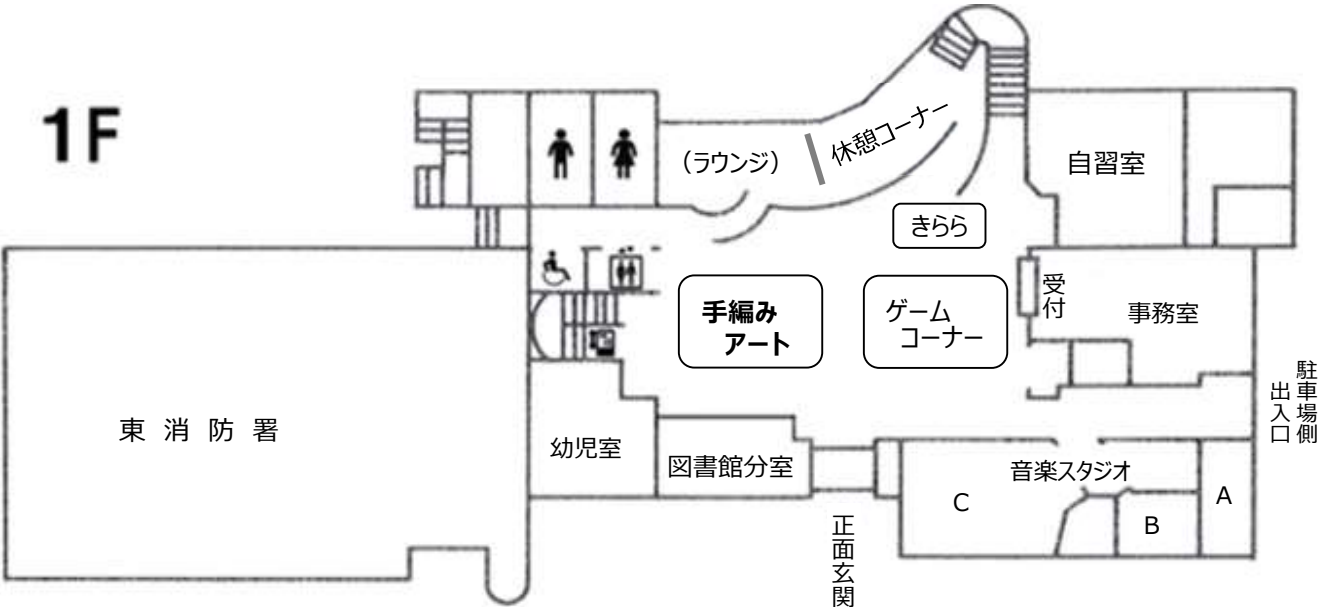 1F
(ラウンジ)
休憩コーナー
自習室
きらら
手編み
アート
ゲーム
コーナー
受付
事務室
駐車場側
出入口
東消防署
幼児室
図書館分室
音楽スタジオ
A
B
C
正面玄関